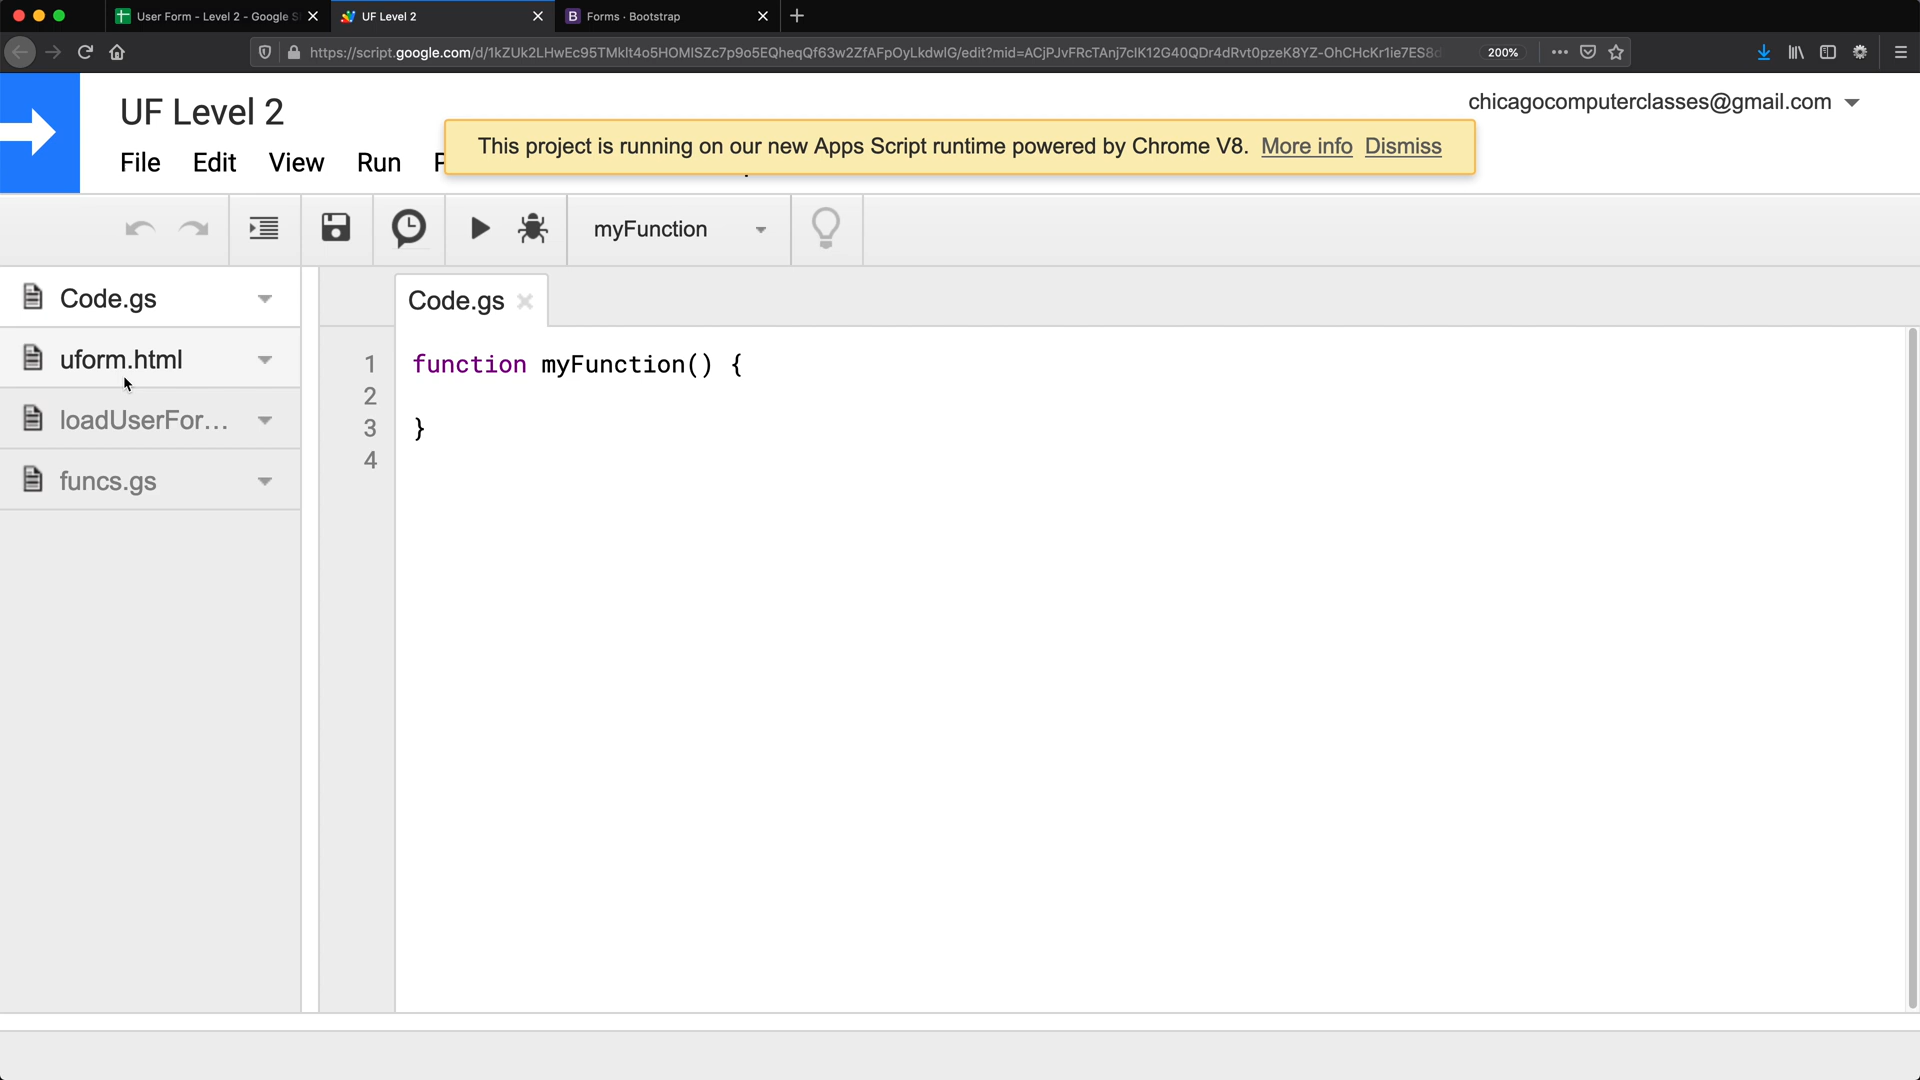 User Form - Level 2 - Google S
UF Level 2
B Forms · Bootstrap
https://script.google.com/d/1kZUk2LHwEc95TMklt4o5HOMISZc7p9o5EQheqQf63w2ZfAFpOyLkdwlG/edit?mid=ACjPJvFRcTAnj7clK12G40QDr4dRvt0pzeK8YZ-OhCHcKr1ie7ES8d
200%
UF Level 2
chicagocomputerclasses@gmail.com
This project is running on our new Apps Script runtime powered by Chrome V8. More info Dismiss
File Edit View Run
myFunction
Code.gs
uform.html
loadUserFor...
funcs.gs
Code.gs
1 function myFunction() {
2
3 }
4